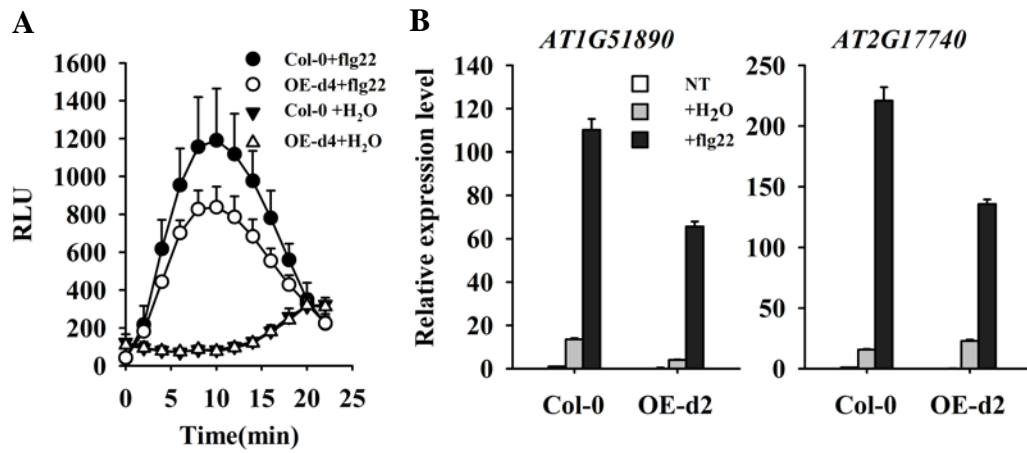 A
Col-0+flg22
OE-d4+flg22
Col-0 +H2O
OE-d4+H2O
1600
1400
1200
1000
800
600
400
200
0
RLU
0 5 10 15 20 25
Time(min)
B
AT1G51890
NT
+H2O
+flg22
140
120
100
80
60
40
20
0
Relative expression level
Col-0 OE-d2
AT2G17740
250
200
150
100
50
0
Col-0 OE-d2